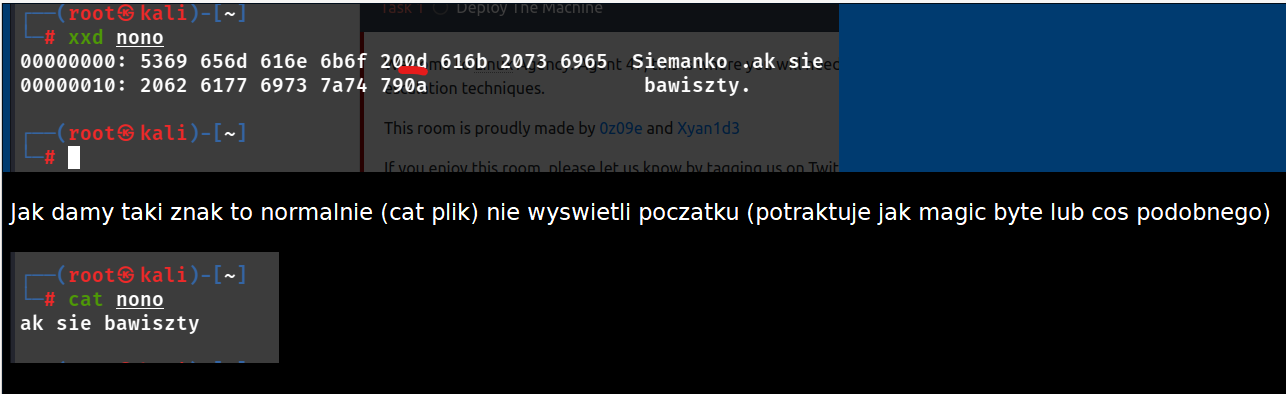 Task 1 Deploy The Machine
┌──(root㉿kali)-[~]
└─# xxd nono
00000000: 5369 656d 616e 6b6f 200d 616b 2073 6965  Siemanko .ak sie
00000010: 2062 6177 6973 7a74 790a                  bawiszty.
escalation techniques.
┌──(root㉿kali)-[~]
└─#
This room is proudly made by 0z09e and Xyan1d3
If you enjoy this room, please let us know by tagging us on Twit
Jak damy taki znak to normalnie (cat plik) nie wyswietli poczatku (potraktuje jak magic byte lub cos podobnego)
┌──(root㉿kali)-[~]
└─# cat nono
ak sie bawiszty